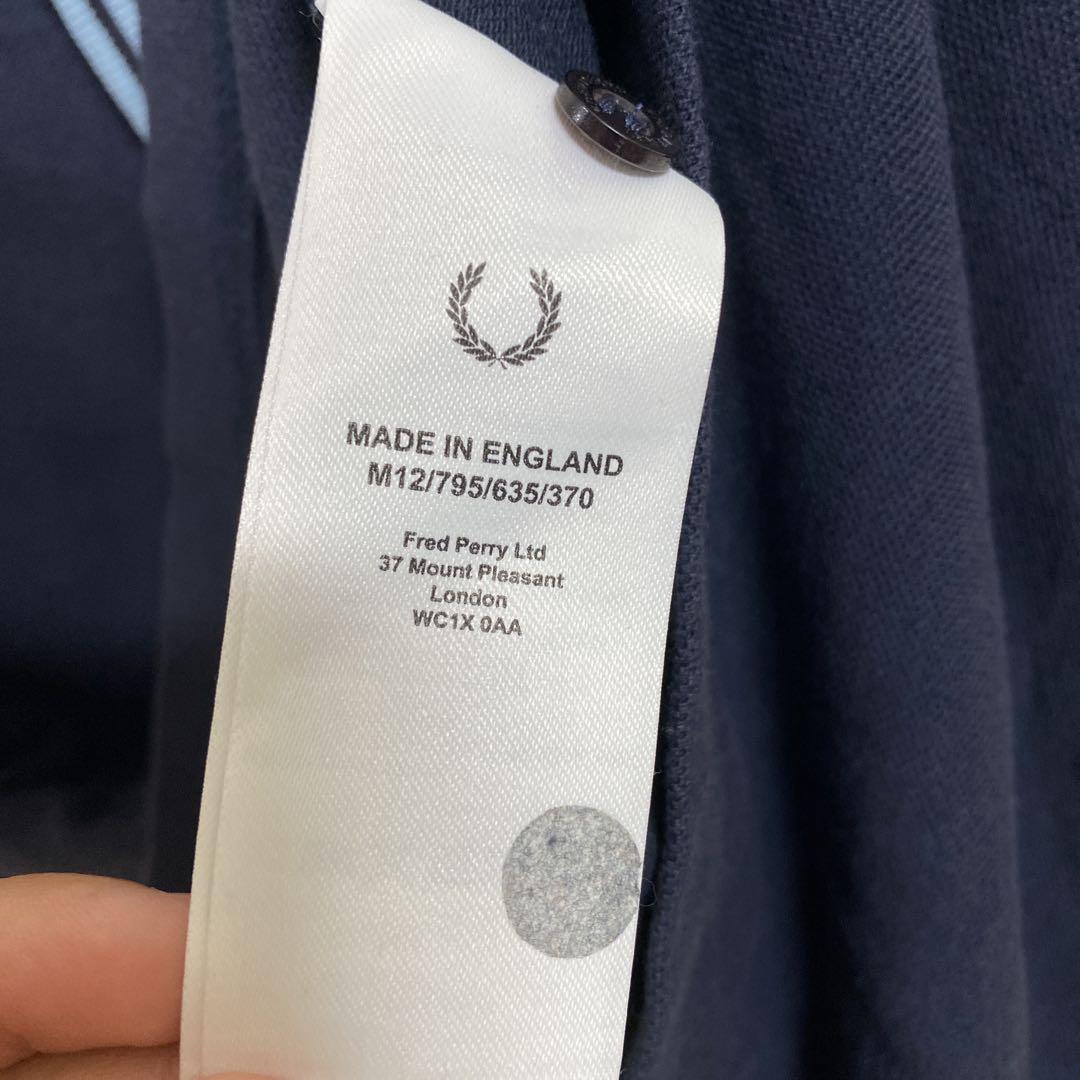 MADE IN ENGLAND
M12/795/635/370
Fred Perry Ltd
37 Mount Pleasant
London
WC1X 0AA